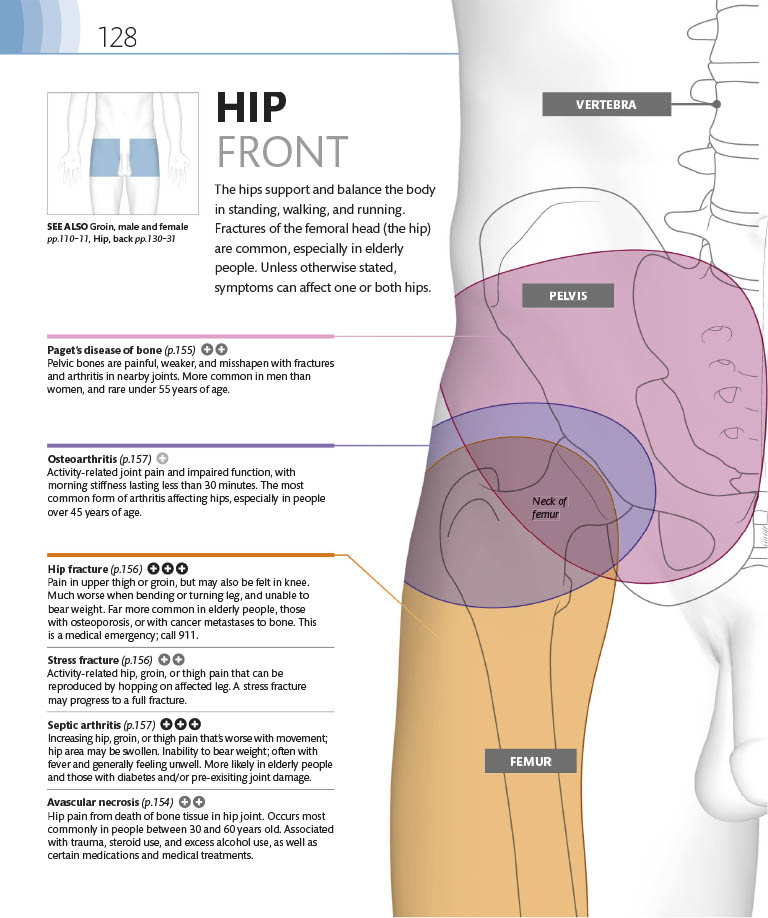 128
HIP
FRONT
The hips support and balance the body
in standing, walking, and running.
Fractures of the femoral head (the hip)
are common, especially in elderly
people. Unless otherwise stated,
symptoms can affect one or both hips.
SEE ALSO Groin, male and female
pp.110–11, Hip, back pp.130–31
Paget's disease of bone (p.155)
Pelvic bones are painful, weaker, and misshapen with fractures
and arthritis in nearby joints. More common in men than
women, and rare under 55 years of age.
Osteoarthritis (p.157)
Activity-related joint pain and impaired function, with
morning stiffness lasting less than 30 minutes. The most
common form of arthritis affecting hips, especially in people
over 45 years of age.
Hip fracture (p.156)
Pain in upper thigh or groin, but may also be felt in knee.
Much worse when bending or turning leg, and unable to
bear weight. Far more common in elderly people, those
with osteoporosis, or with cancer metastases to bone. This
is a medical emergency; call 911.
Stress fracture (p.156)
Activity-related hip, groin, or thigh pain that can be
reproduced by hopping on affected leg. A stress fracture
may progress to a full fracture.
Septic arthritis (p.157)
Increasing hip, groin, or thigh pain that's worse with movement;
hip area may be swollen. Inability to bear weight; often with
fever and generally feeling unwell. More likely in elderly people
and those with diabetes and/or pre-exisiting joint damage.
Avascular necrosis (p.154)
Hip pain from death of bone tissue in hip joint. Occurs most
commonly in people between 30 and 60 years old. Associated
with trauma, steroid use, and excess alcohol use, as well as
certain medications and medical treatments.
VERTEBRA
PELVIS
Neck of
femur
FEMUR